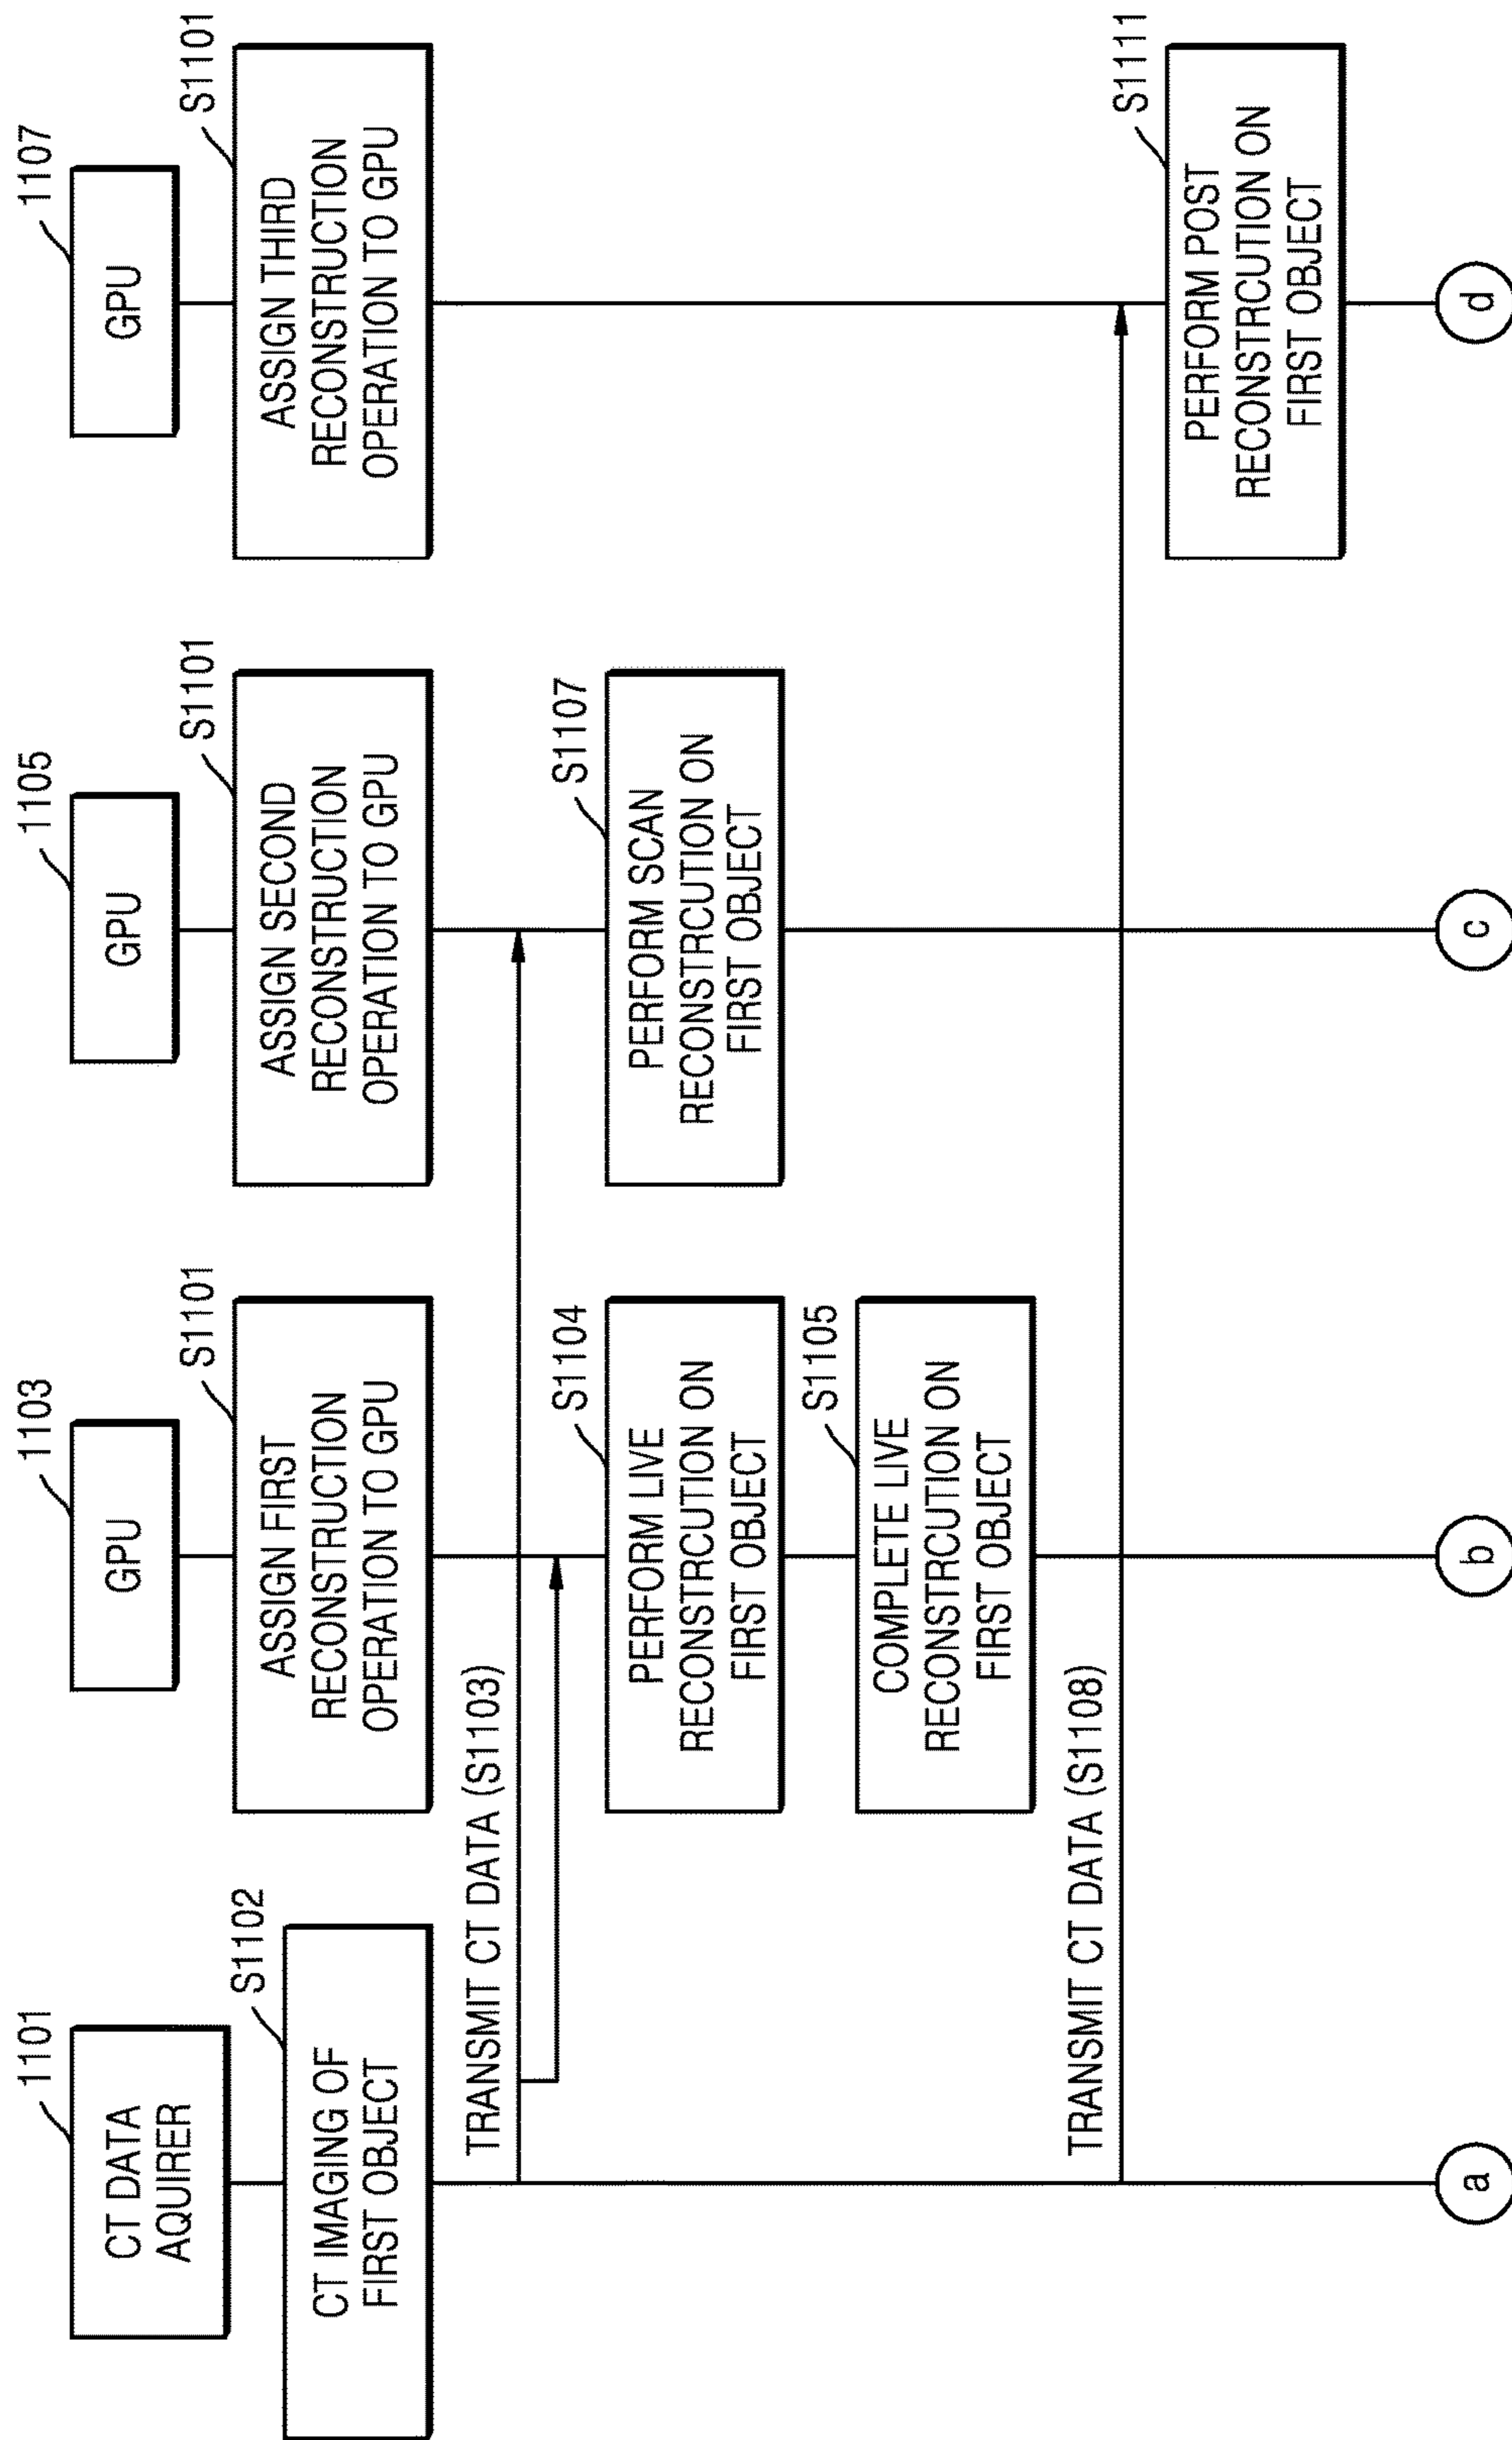 1101
CT DATA
AQUIRER
1103
GPU
1105
GPU
1107
GPU
S1102
CT IMAGING OF
FIRST OBJECT
S1101
ASSIGN FIRST
RECONSTRUCTION
OPERATION TO GPU
S1101
ASSIGN SECOND
RECONSTRUCTION
OPERATION TO GPU
S1101
ASSIGN THIRD
RECONSTRUCTION
OPERATION TO GPU
TRANSMIT CT DATA (S1103)
S1104
PERFORM LIVE
RECONSTRCUTION ON
FIRST OBJECT
S1107
PERFORM SCAN
RECONSTRCUTION ON
FIRST OBJECT
S1105
COMPLETE LIVE
RECONSTRCUTION ON
FIRST OBJECT
TRANSMIT CT DATA (S1108)
S1111
PERFORM POST
RECONSTRCUTION ON
FIRST OBJECT
a
b
c
d